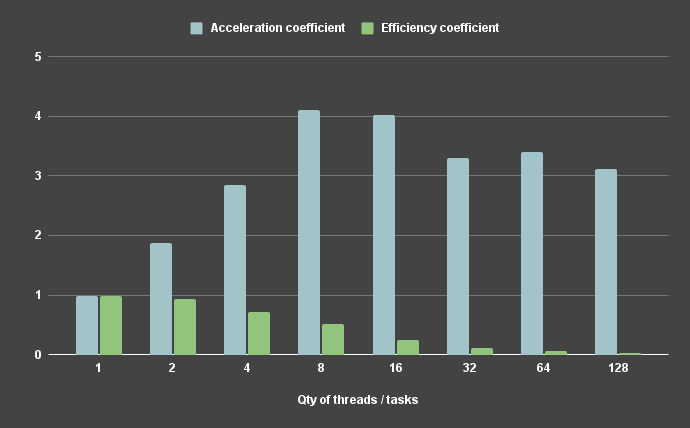 Acceleration coefficient Efficiency coefficient
5
4
3
2
1
0
1 2 4 8 16 32 64 128
Qty of threads / tasks